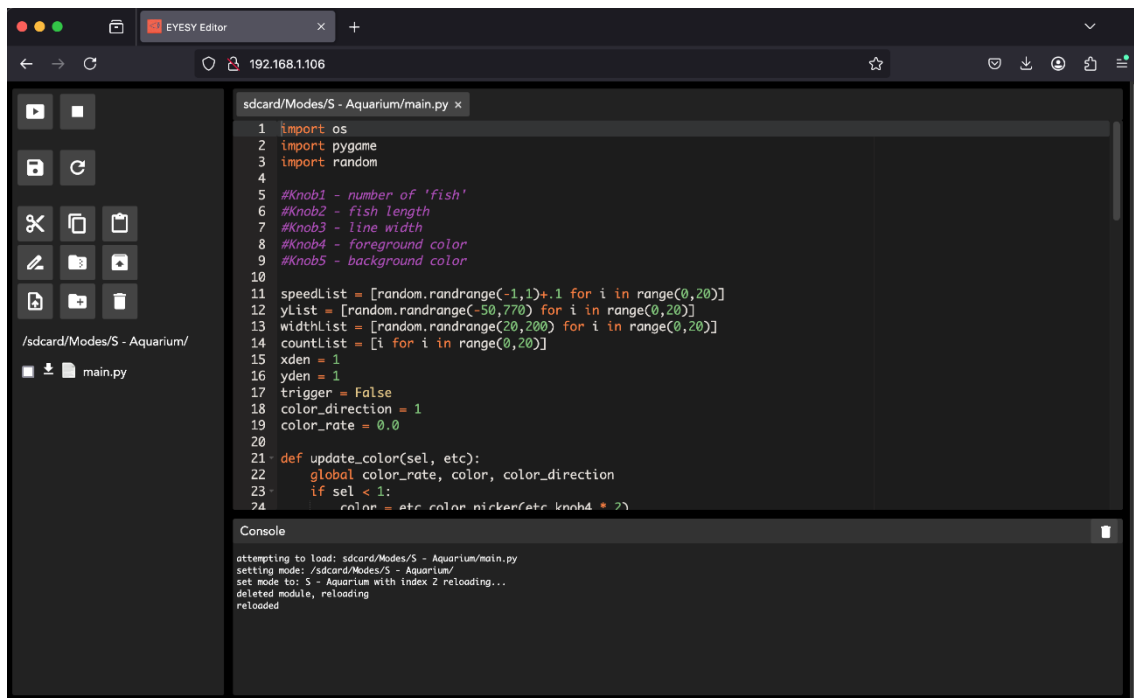 EYESY Editor
192.168.1.106
/sdcard/Modes/S - Aquarium/
main.py
sdcard/Modes/S - Aquarium/main.py ×
1 import os
2 import pygame
3 import random
4
5 #Knob1 - number of 'fish'
6 #Knob2 - fish length
7 #Knob3 - line width
8 #Knob4 - foreground color
9 #Knob5 - background color
10
11 speedList = [random.randrange(-1,1)+.1 for i in range(0,20)]
12 yList = [random.randrange(-50,770) for i in range(0,20)]
13 widthList = [random.randrange(20,200) for i in range(0,20)]
14 countList = [i for i in range(0,20)]
15 xden = 1
16 yden = 1
17 trigger = False
18 color_direction = 1
19 color_rate = 0.0
20
21 def update_color(sel, etc):
22     global color_rate, color, color_direction
23     if sel < 1:
24         color = etc.color_picker(etc.knob4 * 2)
Console
attempting to load: sdcard/Modes/S - Aquarium/main.py
setting mode: /sdcard/Modes/S - Aquarium/
set mode to: S - Aquarium with index 2 reloading...
deleted module, reloading
reloaded